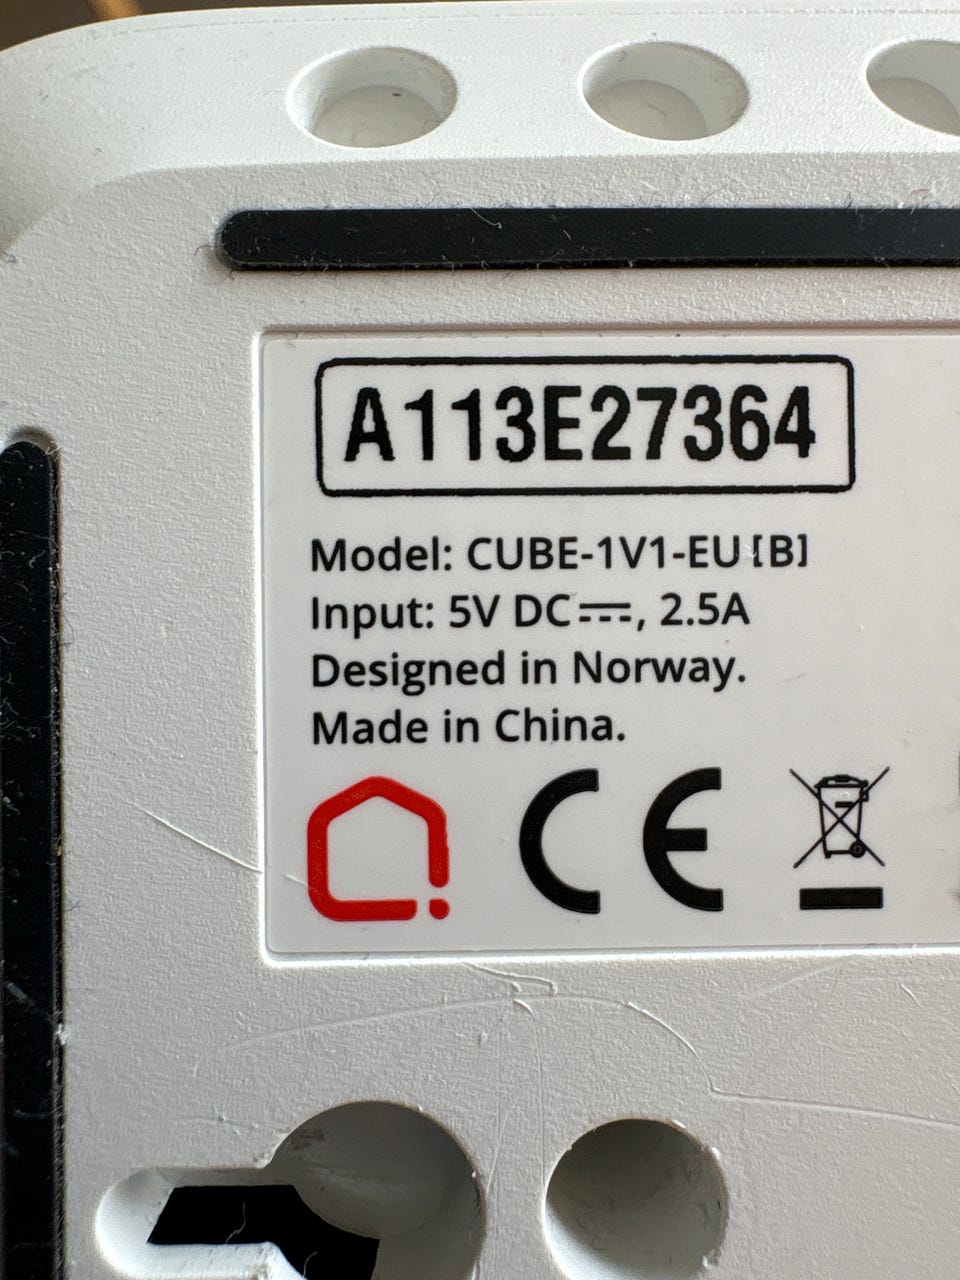 A113E27364
Model: CUBE-1V1-EU[B]
Input: 5V DC⎓, 2.5A
Designed in Norway.
Made in China.
CE